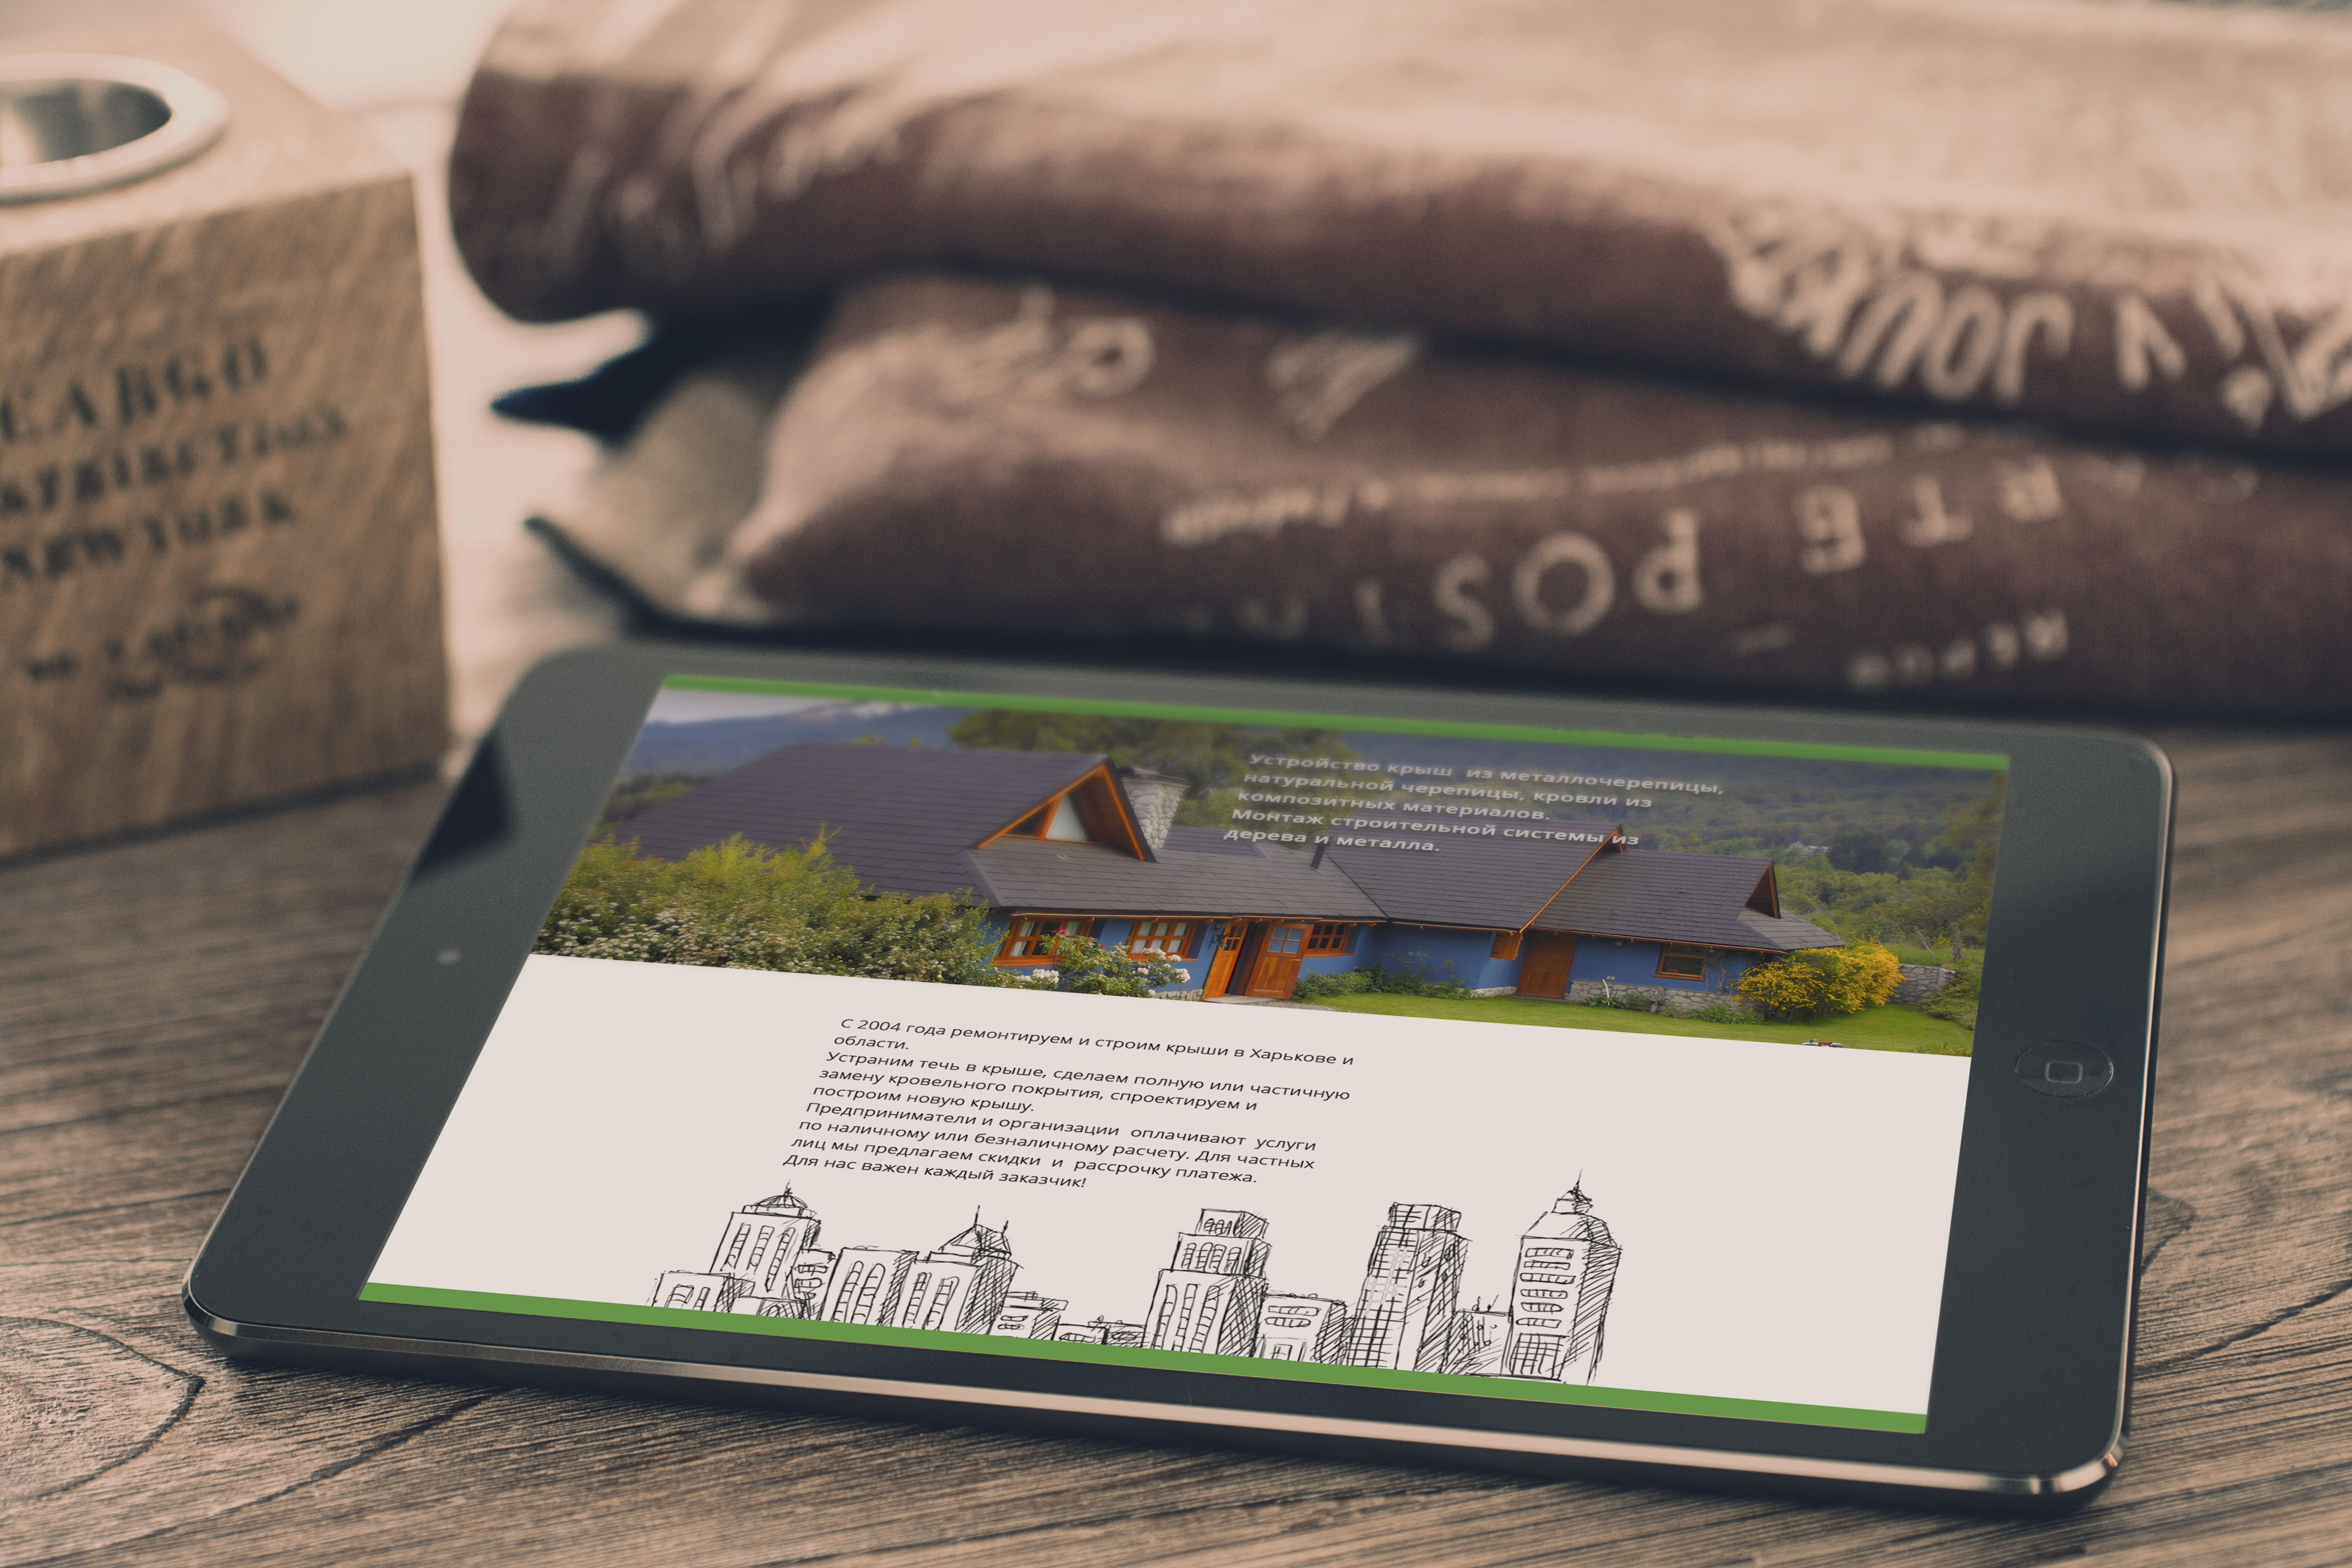 CARGO
NEW YORK
JOUR
POST
RTE
Устройство крыш из металлочерепицы,
натуральной черепицы, кровли из
композитных материалов.
Монтаж строительной системы из
дерева и металла.
С 2004 года ремонтируем и строим крыши в Харькове и
области.
Устраним течь в крыше, сделаем полную или частичную
замену кровельного покрытия, спроектируем и
построим новую крышу.
Предприниматели и организации оплачивают услуги
по наличному или безналичному расчету. Для частных
лиц мы предлагаем скидки и рассрочку платежа.
Для нас важен каждый заказчик!